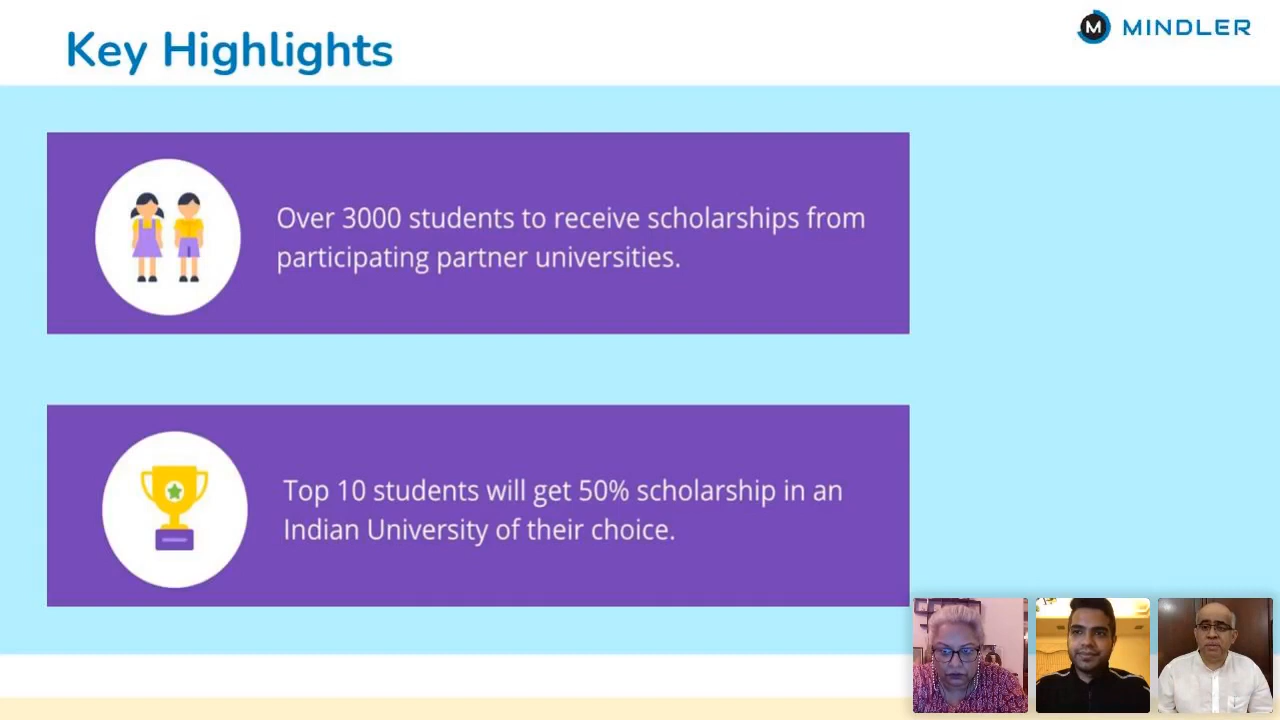 Key Highlights
M MINDLER
Over 3000 students to receive scholarships from
participating partner universities.
Top 10 students will get 50% scholarship in an
Indian University of their choice.